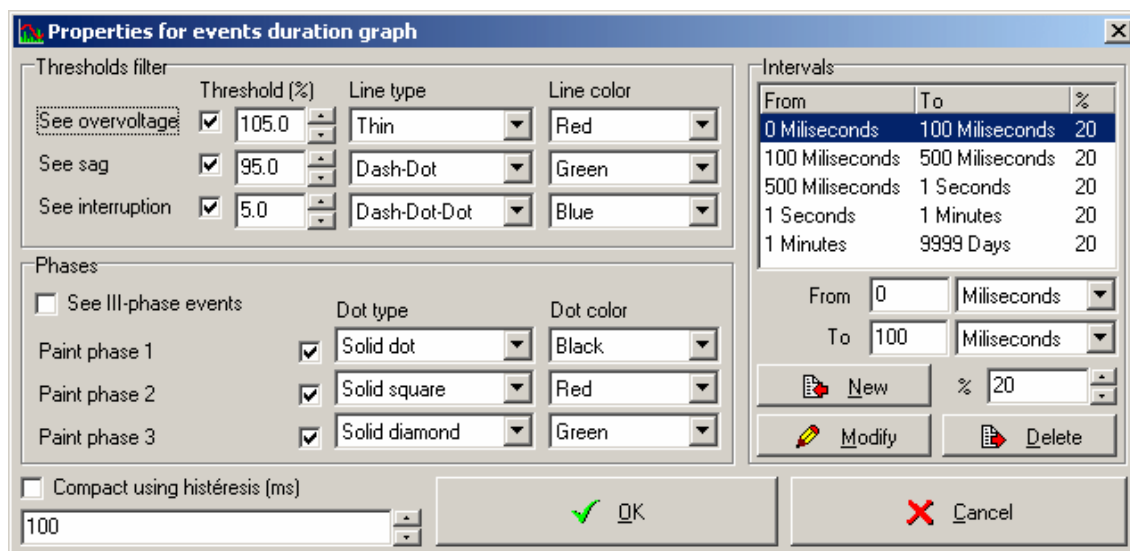 Properties for events duration graph
Thresholds filter
Threshold (%) Line type Line color
See overvoltage 105.0 Thin Red
See sag 95.0 Dash-Dot Green
See interruption 5.0 Dash-Dot-Dot Blue
Phases
See III-phase events
Dot type Dot color
Paint phase 1 Solid dot Black
Paint phase 2 Solid square Red
Paint phase 3 Solid diamond Green
Compact using histéresis (ms)
100
OK
Cancel
Intervals
From To %
0 Miliseconds 100 Miliseconds 20
100 Miliseconds 500 Miliseconds 20
500 Miliseconds 1 Seconds 20
1 Seconds 1 Minutes 20
1 Minutes 9999 Days 20
From 0 Miliseconds
To 100 Miliseconds
New % 20
Modify Delete